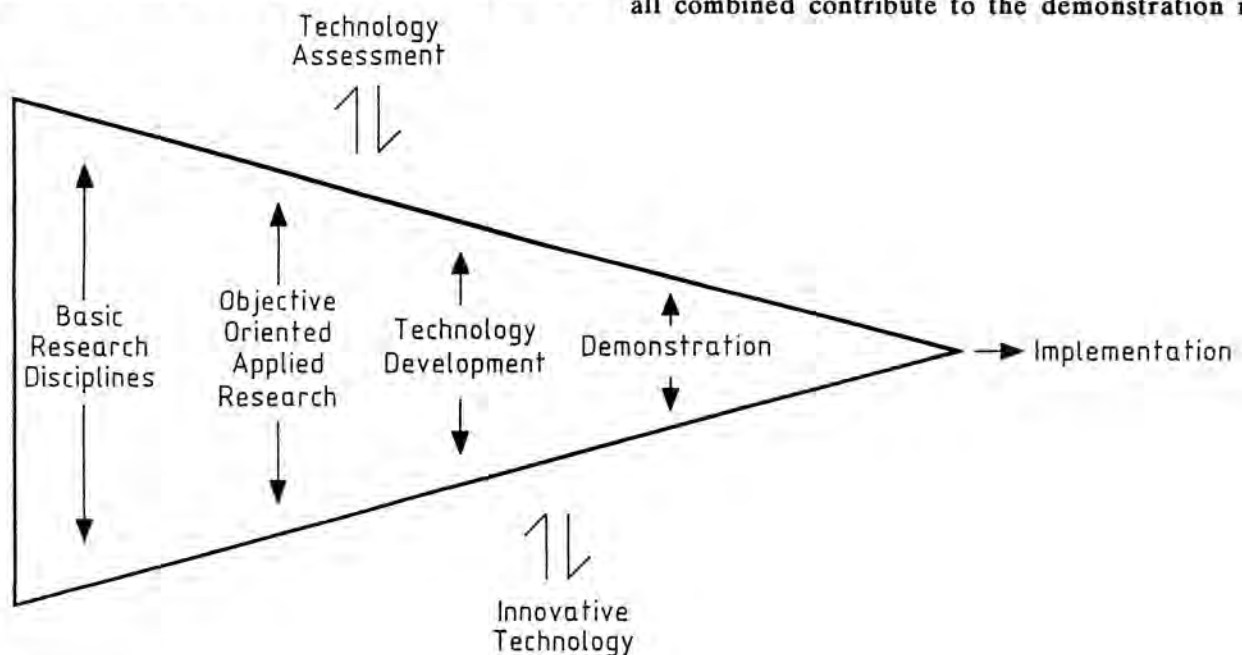 all combined contribute to the demonstration
Technology
Assessment
Basic
Research
Disciplines
Objective
Oriented
Applied
Research
Technology
Development
Demonstration
Implementation
Innovative
Technology